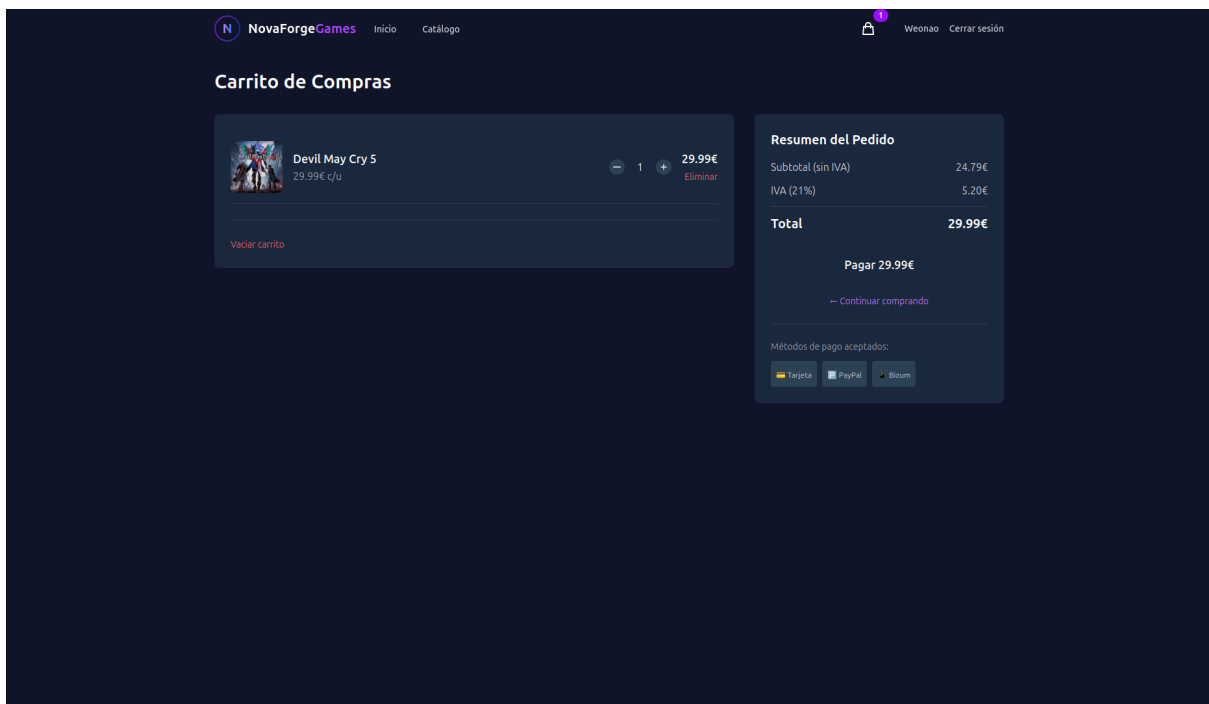 N NovaForgeGames Inicio Catálogo 1 Weonao Cerrar sesión
Carrito de Compras
Devil May Cry 5
29.99€ c/u
− 1 + 29.99€
Eliminar
Vaciar carrito
Resumen del Pedido
Subtotal (sin IVA) 24.79€
IVA (21%) 5.20€
Total 29.99€
Pagar 29.99€
← Continuar comprando
Métodos de pago aceptados:
💳 Tarjeta 🅿️ PayPal 📱 Bizum